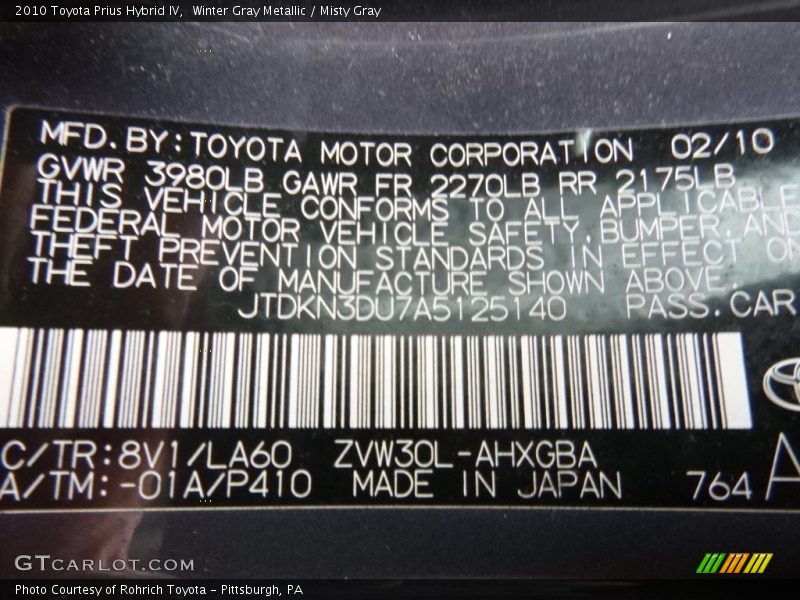 2010 Toyota Prius Hybrid IV,  Winter Gray Metallic / Misty Gray
MFD. BY: TOYOTA MOTOR CORPORATION 02/10
GVWR 3980LB GAWR FR 2270LB RR 2175LB
THIS VEHICLE CONFORMS TO ALL APPLICABLE
FEDERAL MOTOR VEHICLE SAFETY, BUMPER, AND
THEFT PREVENTION STANDARDS IN EFFECT ON
THE DATE OF MANUFACTURE SHOWN ABOVE.
JTDKN3DU7A5125140 PASS. CAR
C/TR: 8V1/LA60 ZVW30L-AHXGBA
A/TM: -01A/P410 MADE IN JAPAN 764 A
GTCARLOT.COM
Photo Courtesy of Rohrich Toyota - Pittsburgh, PA